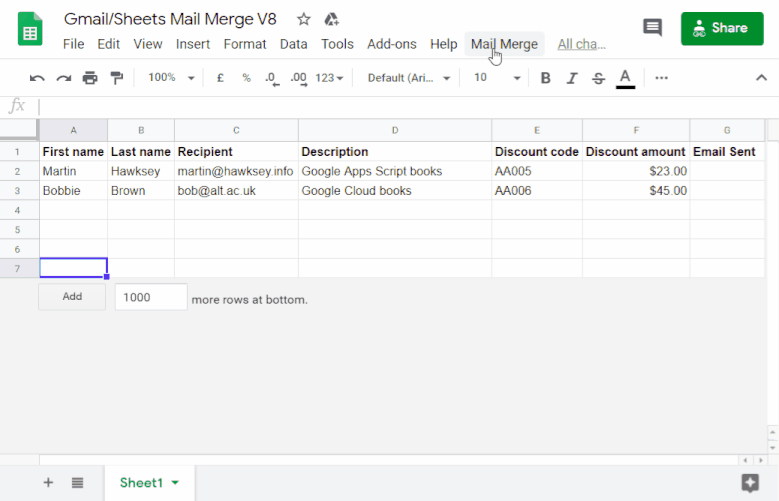 Gmail/Sheets Mail Merge V8
Share
File Edit View Insert Format Data Tools Add-ons Help Mail Merge All cha...
100% £ % .0 .00 123 Default (Ari... 10 B I S A ...
fx
A B C D E F G
1 First name Last name Recipient Description Discount code Discount amount Email Sent
2 Martin Hawksey martin@hawksey.info Google Apps Script books AA005 $23.00
3 Bobbie Brown bob@alt.ac.uk Google Cloud books AA006 $45.00
4
5
6
7
Add 1000 more rows at bottom.
+ Sheet1